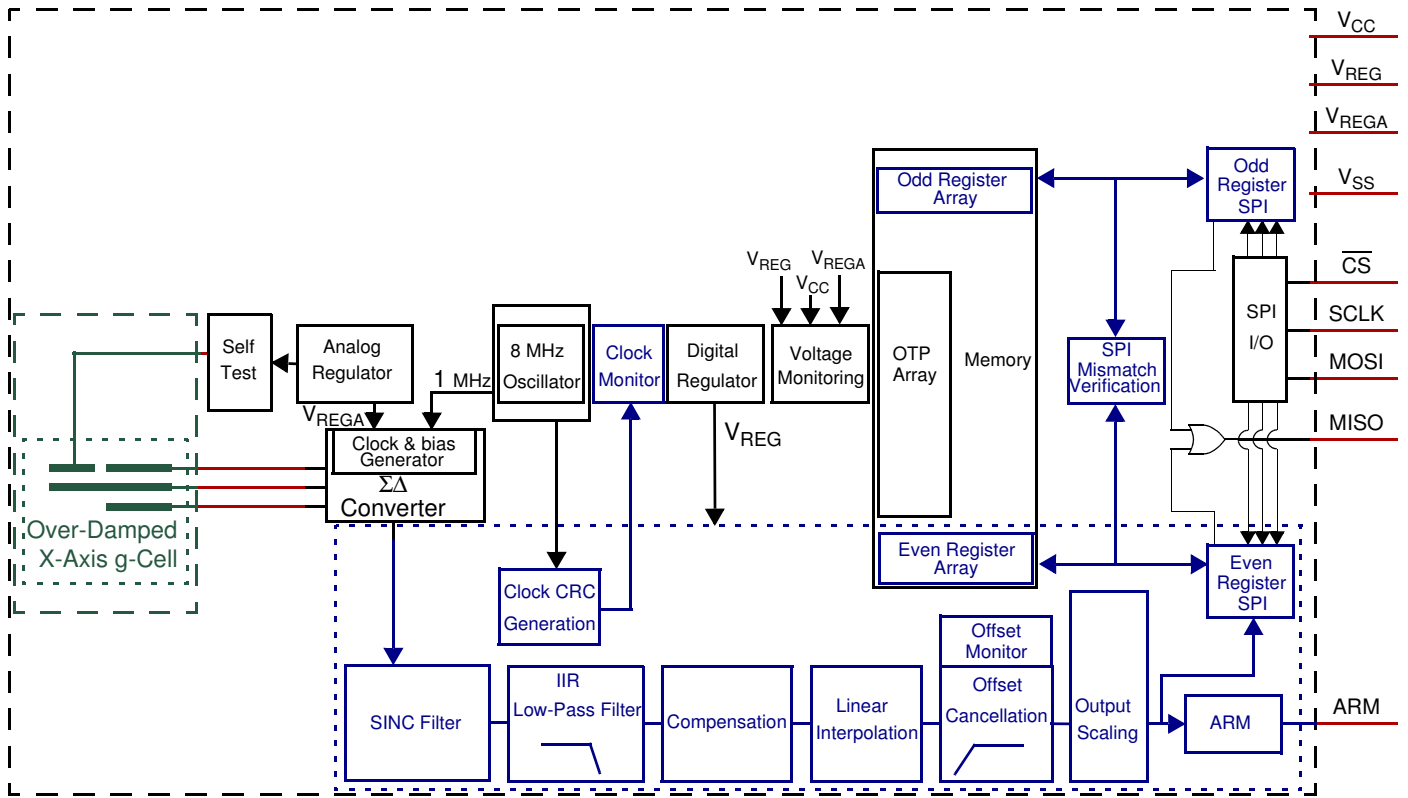 VCC
VREG
VREGA
VSS
CS
SCLK
MOSI
MISO
ARM
Odd Register
Array
Odd
Register
SPI
VREG
VREGA
VCC
SPI
I/O
Self
Test
Analog
Regulator
8 MHz
Oscillator
Clock
Monitor
Digital
Regulator
Voltage
Monitoring
OTP
Array
Memory
SPI
Mismatch
Verification
1 MHz
VREGA
VREG
Clock & bias
Generator
ΣΔ
Converter
Over-Damped
X-Axis g-Cell
Even Register
Array
Even
Register
SPI
Clock CRC
Generation
Offset
Monitor
SINC Filter
IIR
Low-Pass Filter
Compensation
Linear
Interpolation
Offset
Cancellation
Output
Scaling
ARM